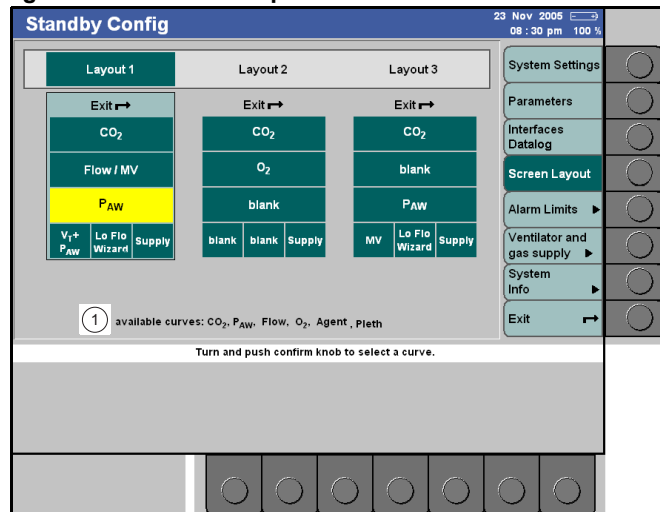 Standby Config
23 Nov 2005
08:30 pm 100 %
Layout 1 Layout 2 Layout 3
Exit Exit Exit
CO2 CO2 CO2
Flow / MV O2 blank
PAW blank PAW
VT+ PAW Lo Flo Wizard Supply blank blank Supply MV Lo Flo Wizard Supply
1 available curves: CO2, PAW, Flow, O2, Agent, Pleth
Turn and push confirm knob to select a curve.
System Settings
Parameters
Interfaces
Datalog
Screen Layout
Alarm Limits
Ventilator and
gas supply
System
Info
Exit